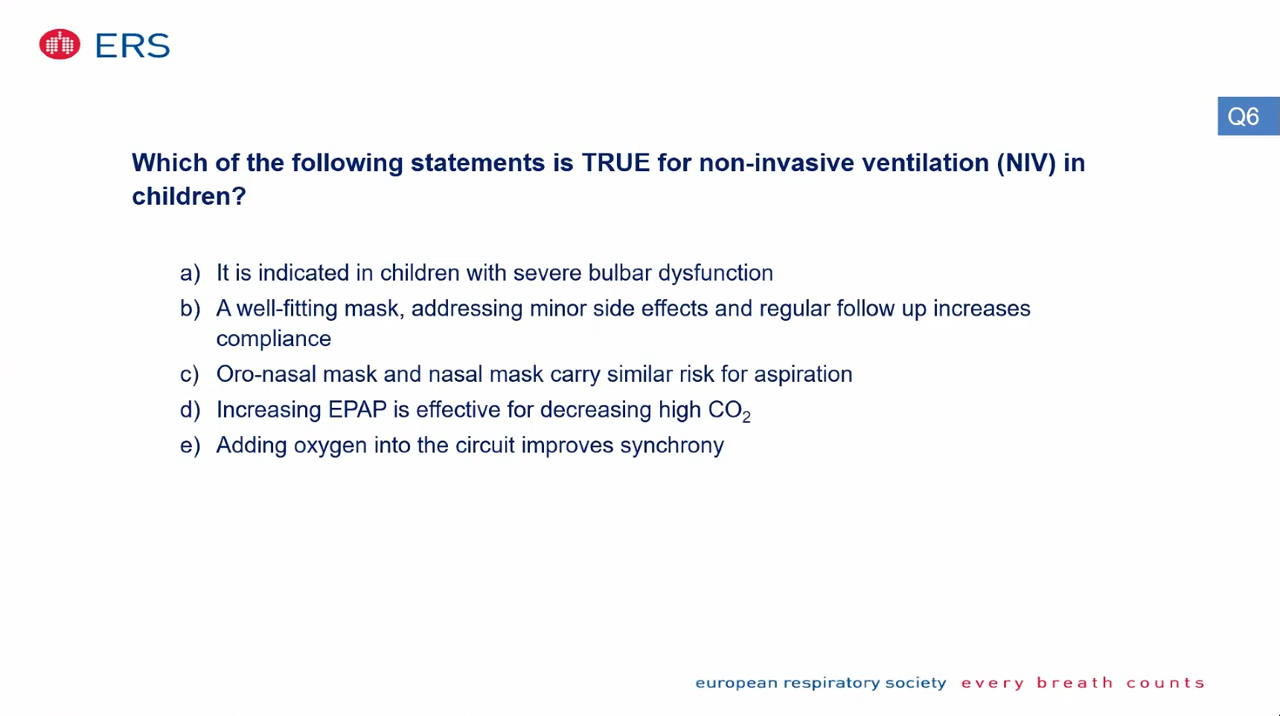 ERS
Q6
Which of the following statements is TRUE for non-invasive ventilation (NIV) in
children?
a) It is indicated in children with severe bulbar dysfunction
b) A well-fitting mask, addressing minor side effects and regular follow up increases
compliance
c) Oro-nasal mask and nasal mask carry similar risk for aspiration
d) Increasing EPAP is effective for decreasing high CO₂
e) Adding oxygen into the circuit improves synchrony
european respiratory society every breath counts